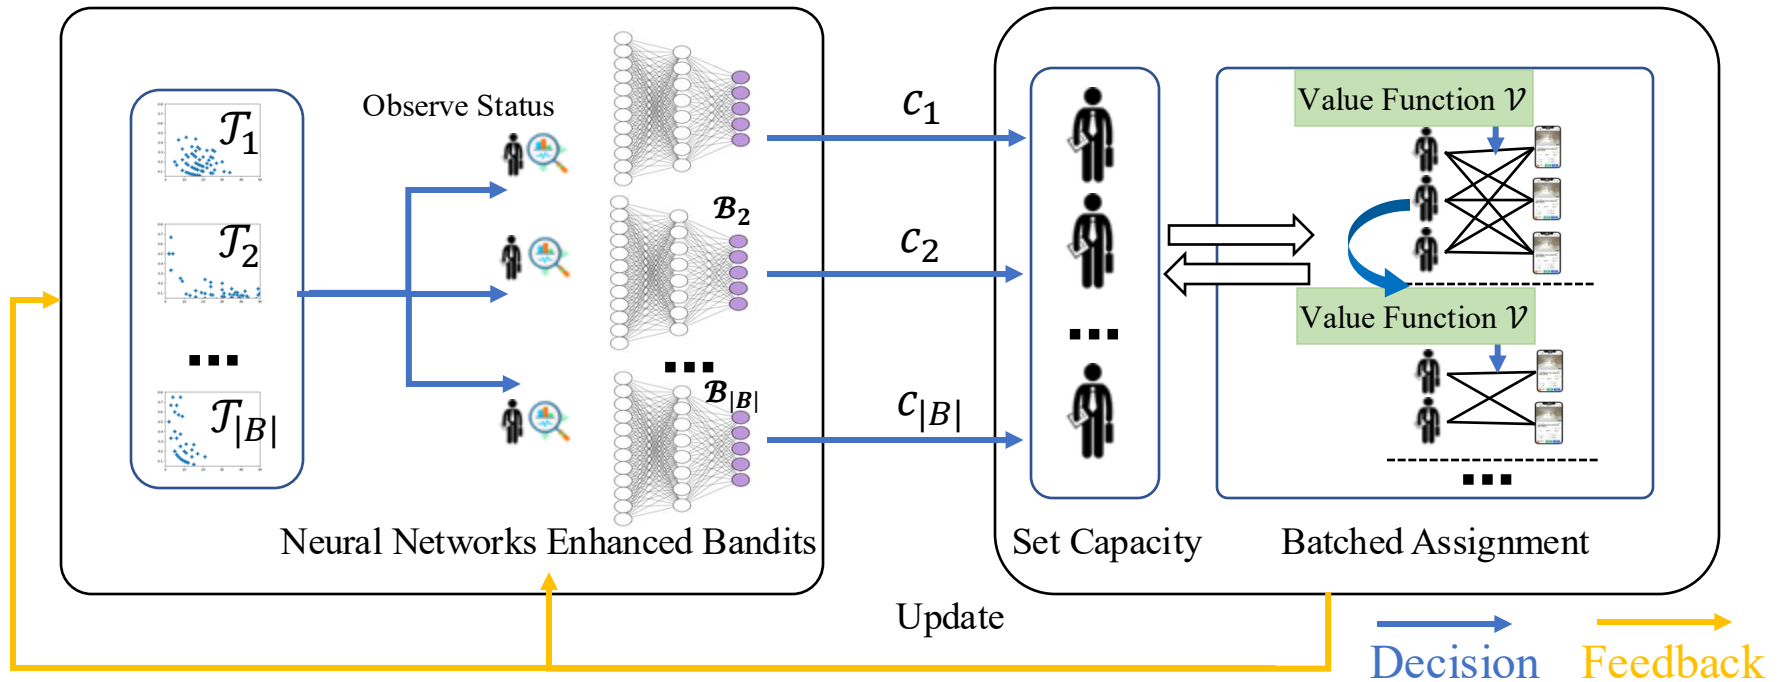 𝒯₁
𝒯₂
...
𝒯|B|
Observe Status
ℬ₂
...
ℬ|B|
Neural Networks Enhanced Bandits
c₁
c₂
c|B|
...
Set Capacity
Value Function 𝒱
Value Function 𝒱
...
Batched Assignment
Update
Decision
Feedback